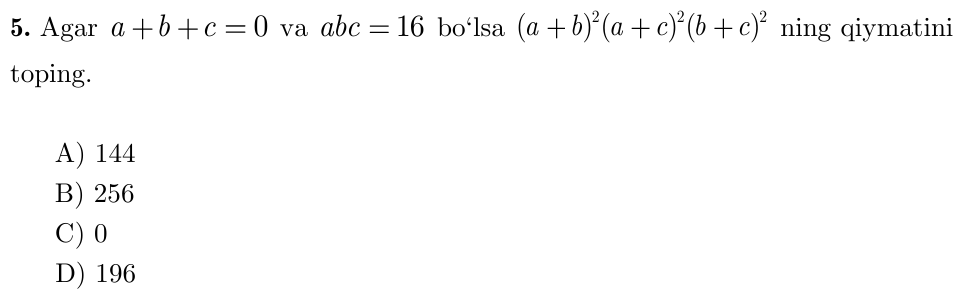 5. Agar a + b + c = 0 va abc = 16 bo‘lsa (a + b)²(a + c)²(b + c)² ning qiymatini
toping.
A) 144
B) 256
C) 0
D) 196